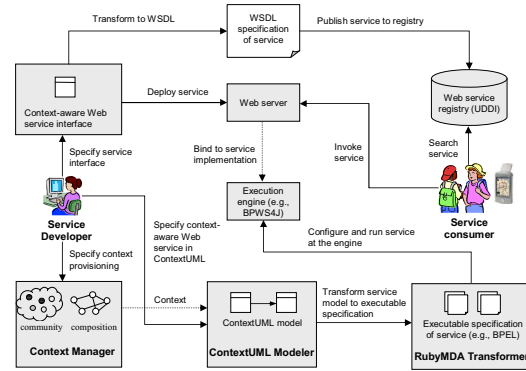 Transform to WSDL
WSDL
specification
of service
Publish service to registry
Context-aware Web
service interface
Deploy service
Web server
Web service
registry (UDDI)
Specify service
interface
Bind to service
implementation
Invoke
service
Search
service
Service
Developer
Specify context-
aware Web
service in
ContextUML
Execution
engine (e.g.,
BPWS4J)
Service
consumer
Specify context
provisioning
Configure and run service
at the engine
community
composition
Context Manager
Context
ContextUML model
ContextUML Modeler
Transform service
model to executable
specification
Executable specification
of service (e.g., BPEL)
RubyMDA Transformer